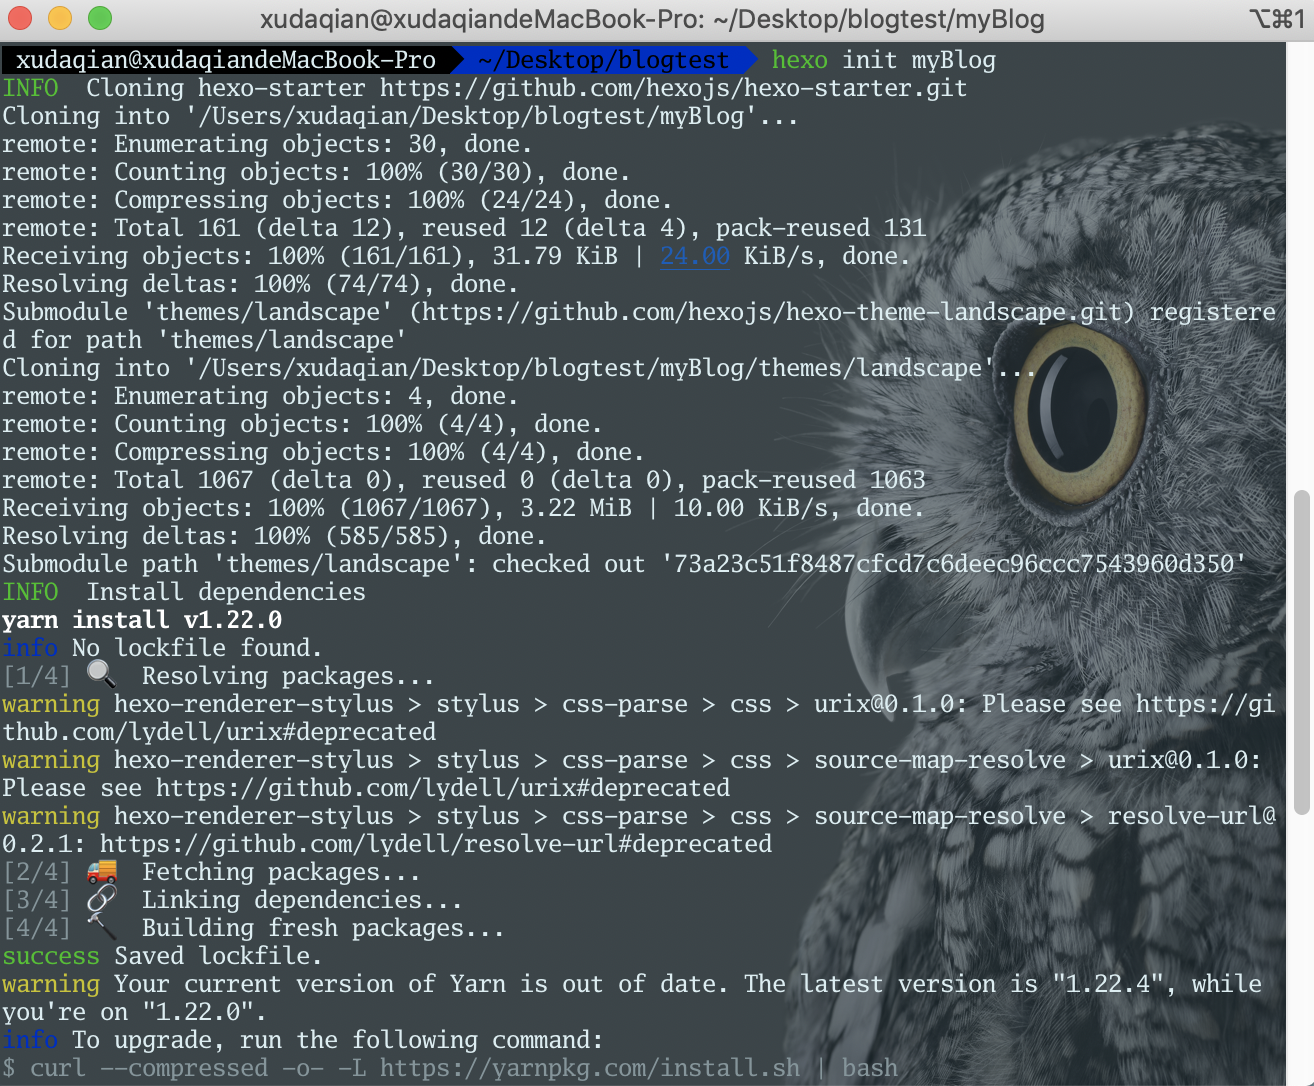 xudaqian@xudaqiandeMacBook-Pro: ~/Desktop/blogtest/myBlog ⌥⌘1
xudaqian@xudaqiandeMacBook-Pro ~/Desktop/blogtest hexo init myBlog
INFO  Cloning hexo-starter https://github.com/hexojs/hexo-starter.git
Cloning into '/Users/xudaqian/Desktop/blogtest/myBlog'...
remote: Enumerating objects: 30, done.
remote: Counting objects: 100% (30/30), done.
remote: Compressing objects: 100% (24/24), done.
remote: Total 161 (delta 12), reused 12 (delta 4), pack-reused 131
Receiving objects: 100% (161/161), 31.79 KiB | 24.00 KiB/s, done.
Resolving deltas: 100% (74/74), done.
Submodule 'themes/landscape' (https://github.com/hexojs/hexo-theme-landscape.git) registere
d for path 'themes/landscape'
Cloning into '/Users/xudaqian/Desktop/blogtest/myBlog/themes/landscape'...
remote: Enumerating objects: 4, done.
remote: Counting objects: 100% (4/4), done.
remote: Compressing objects: 100% (4/4), done.
remote: Total 1067 (delta 0), reused 0 (delta 0), pack-reused 1063
Receiving objects: 100% (1067/1067), 3.22 MiB | 10.00 KiB/s, done.
Resolving deltas: 100% (585/585), done.
Submodule path 'themes/landscape': checked out '73a23c51f8487cfcd7c6deec96ccc7543960d350'
INFO  Install dependencies
yarn install v1.22.0
info No lockfile found.
[1/4] 🔍  Resolving packages...
warning hexo-renderer-stylus > stylus > css-parse > css > urix@0.1.0: Please see https://gi
thub.com/lydell/urix#deprecated
warning hexo-renderer-stylus > stylus > css-parse > css > source-map-resolve > urix@0.1.0:
Please see https://github.com/lydell/urix#deprecated
warning hexo-renderer-stylus > stylus > css-parse > css > source-map-resolve > resolve-url@
0.2.1: https://github.com/lydell/resolve-url#deprecated
[2/4] 🚚  Fetching packages...
[3/4] 🔗  Linking dependencies...
[4/4] 🔨  Building fresh packages...
success Saved lockfile.
warning Your current version of Yarn is out of date. The latest version is "1.22.4", while
you're on "1.22.0".
info To upgrade, run the following command:
$ curl --compressed -o- -L https://yarnpkg.com/install.sh | bash